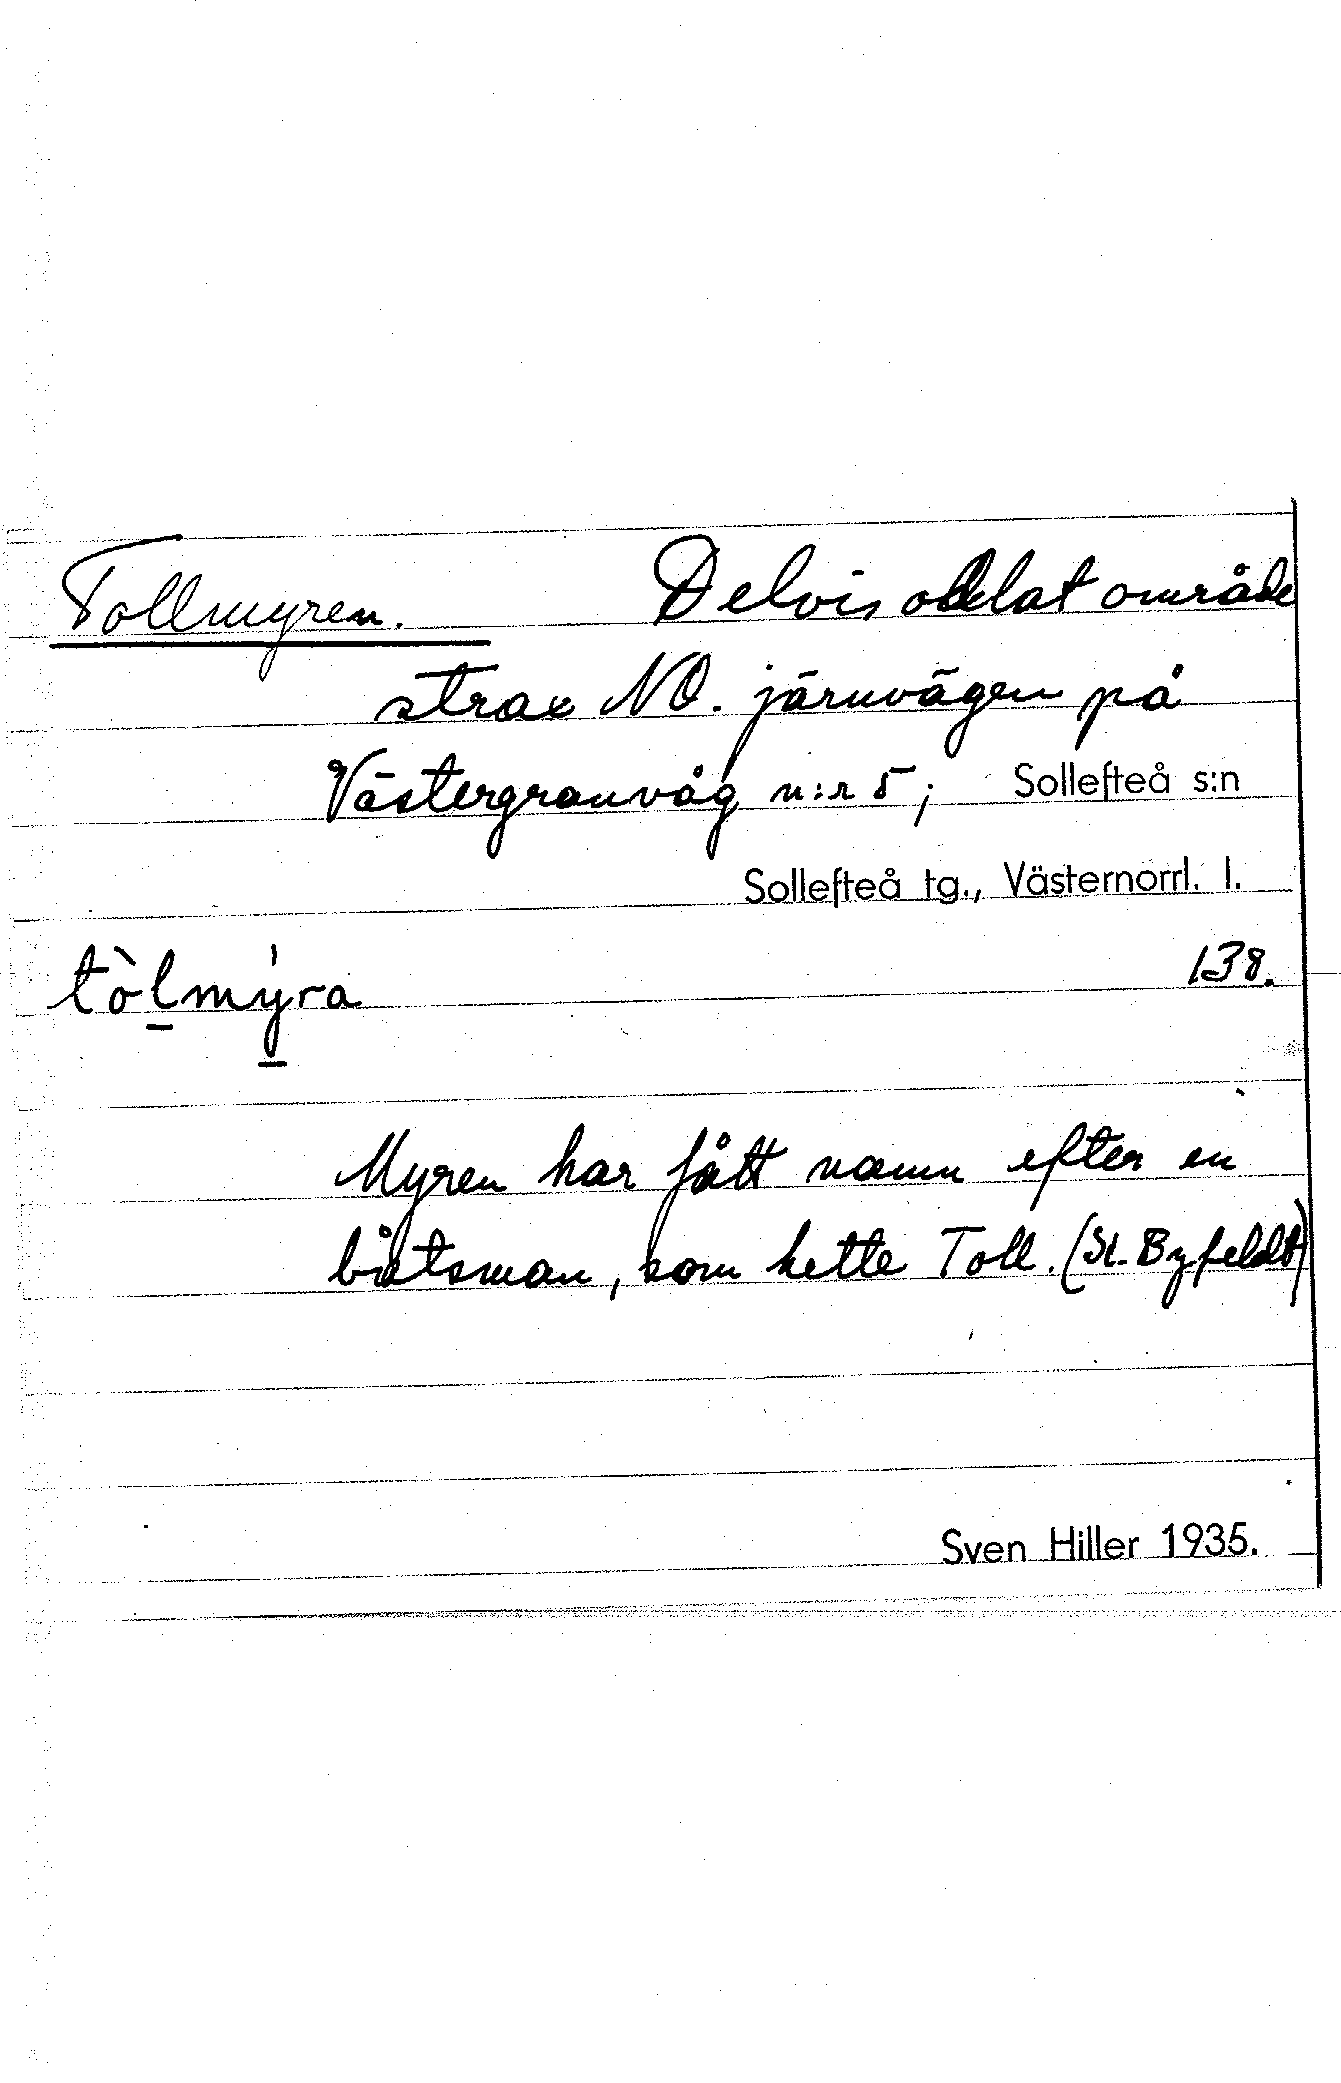 Tollmyren. Delvis odlat område
strax NO. järnvägen på
Västergranvåg n:r 5; Sollefteå s:n
Sollefteå tg., Västernorrl. l.
tòlmýra 138.
Myren har fått namn efter en
båtsman, som hette Toll. (St. Byfeldt)
Sven Hiller 1935.